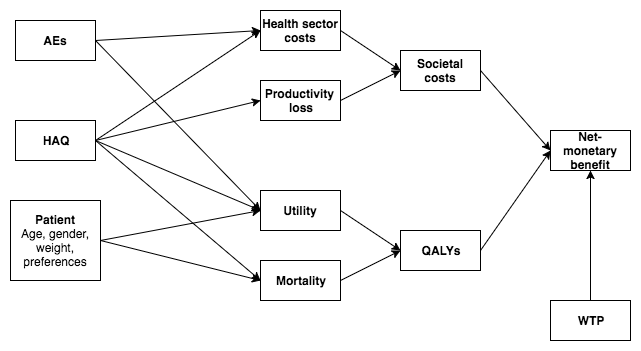 AEs
HAQ
Patient
Age, gender,
weight,
preferences
Health sector
costs
Productivity
loss
Utility
Mortality
Societal
costs
QALYs
Net-
monetary
benefit
WTP